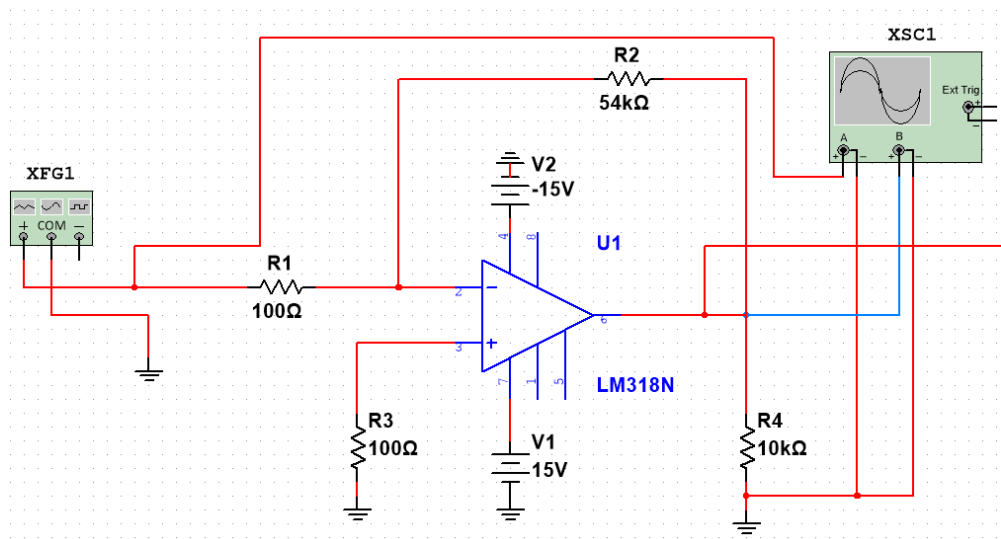 XSC1
R2
54kΩ
Ext Trig
+
−
A
B
+
−
+
−
XFG1
+
COM
−
V2
-15V
4
8
U1
R1
100Ω
2
−
6
3
+
7
1
5
LM318N
R3
100Ω
V1
15V
R4
10kΩ